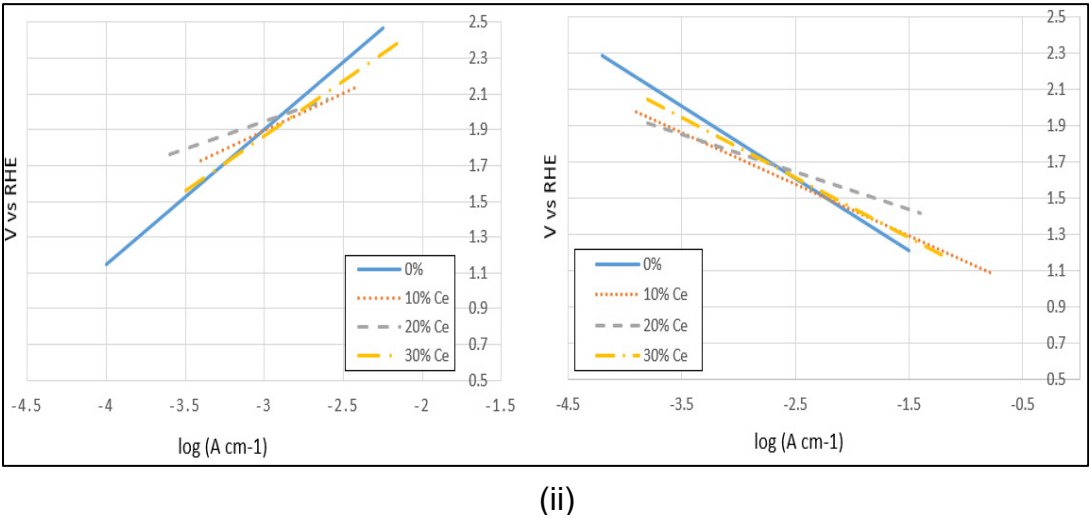 2.5
2.3
2.1
1.9
1.7
1.5
1.3
1.1
0.9
0.7
0.5
V vs RHE
0%
10% Ce
20% Ce
30% Ce
-4.5 -4 -3.5 -3 -2.5 -2 -1.5
log (A cm-1)
2.5
2.3
2.1
1.9
1.7
1.5
1.3
1.1
0.9
0.7
0.5
V vs RHE
0%
10% Ce
20% Ce
30% Ce
-4.5 -3.5 -2.5 -1.5 -0.5
log (A cm-1)
(ii)